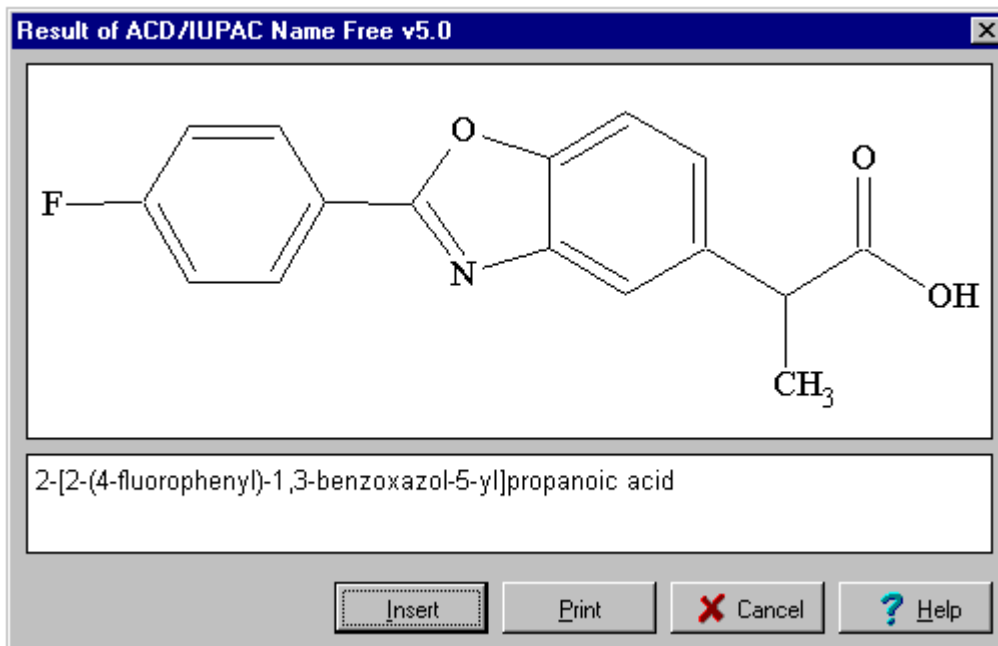 Result of ACD/IUPAC Name Free v5.0
O
O
F
N
OH
CH3
2-[2-(4-fluorophenyl)-1,3-benzoxazol-5-yl]propanoic acid
Insert Print Cancel ? Help